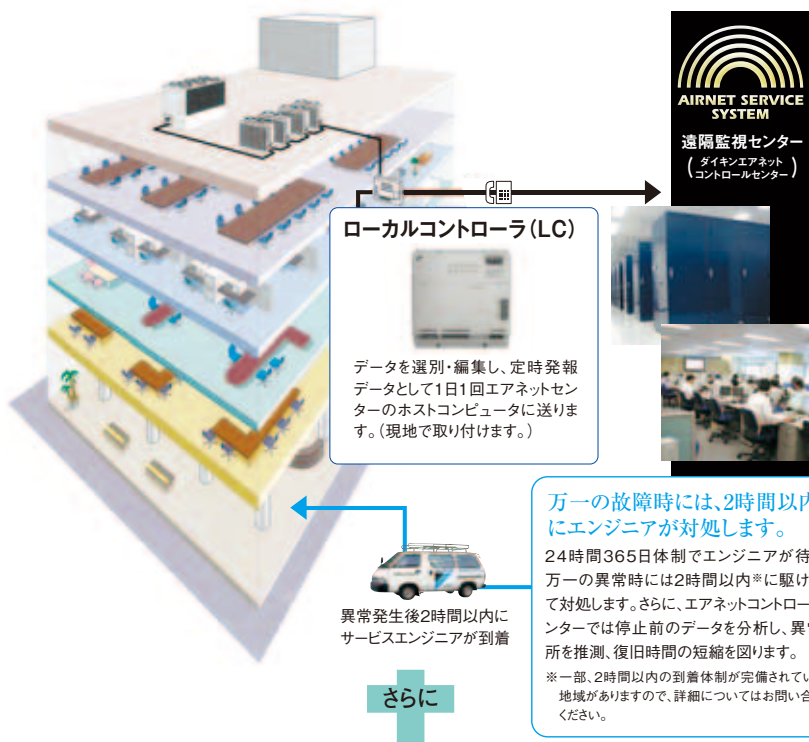 AIRNET SERVICE
SYSTEM
遠隔監視センター
(ダイキンエアネット
コントロールセンター)
ローカルコントローラ(LC)
データを選別・編集し、定時発報
データとして1日1回エアネットセン
ターのホストコンピュータに送りま
す。(現地で取り付けます。)
異常発生後2時間以内に
サービスエンジニアが到着
万一の故障時には、2時間以内
にエンジニアが対処します。
24時間365日体制でエンジニアが待
万一の異常時には2時間以内※に駆け
て対処します。さらに、エアネットコントロー
ンターでは停止前のデータを分析し、異
所を推測、復旧時間の短縮を図ります。
※一部、2時間以内の到着体制が完備されてい
地域がありますので、詳細についてはお問い合
ください。
さらに